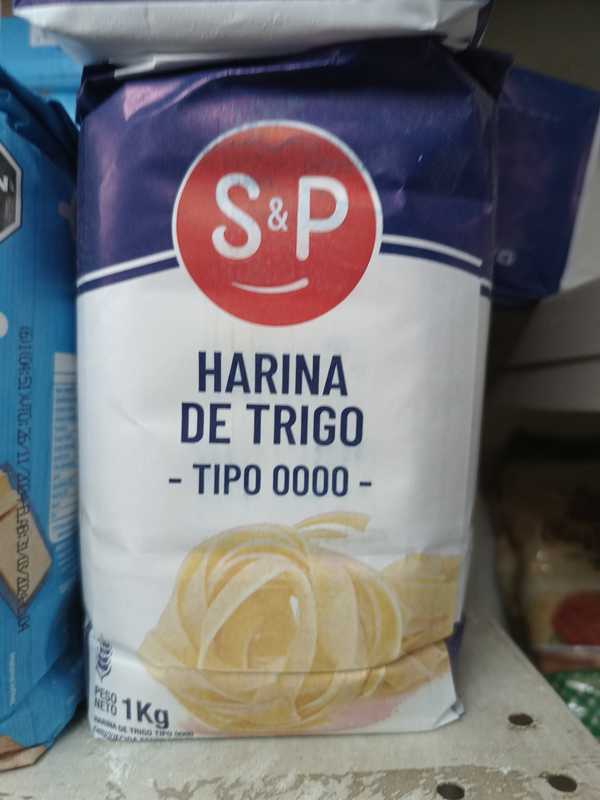 S&P
HARINA
DE TRIGO
- TIPO 0000 -
PESO
NETO 1Kg
HARINA DE TRIGO TIPO 0000